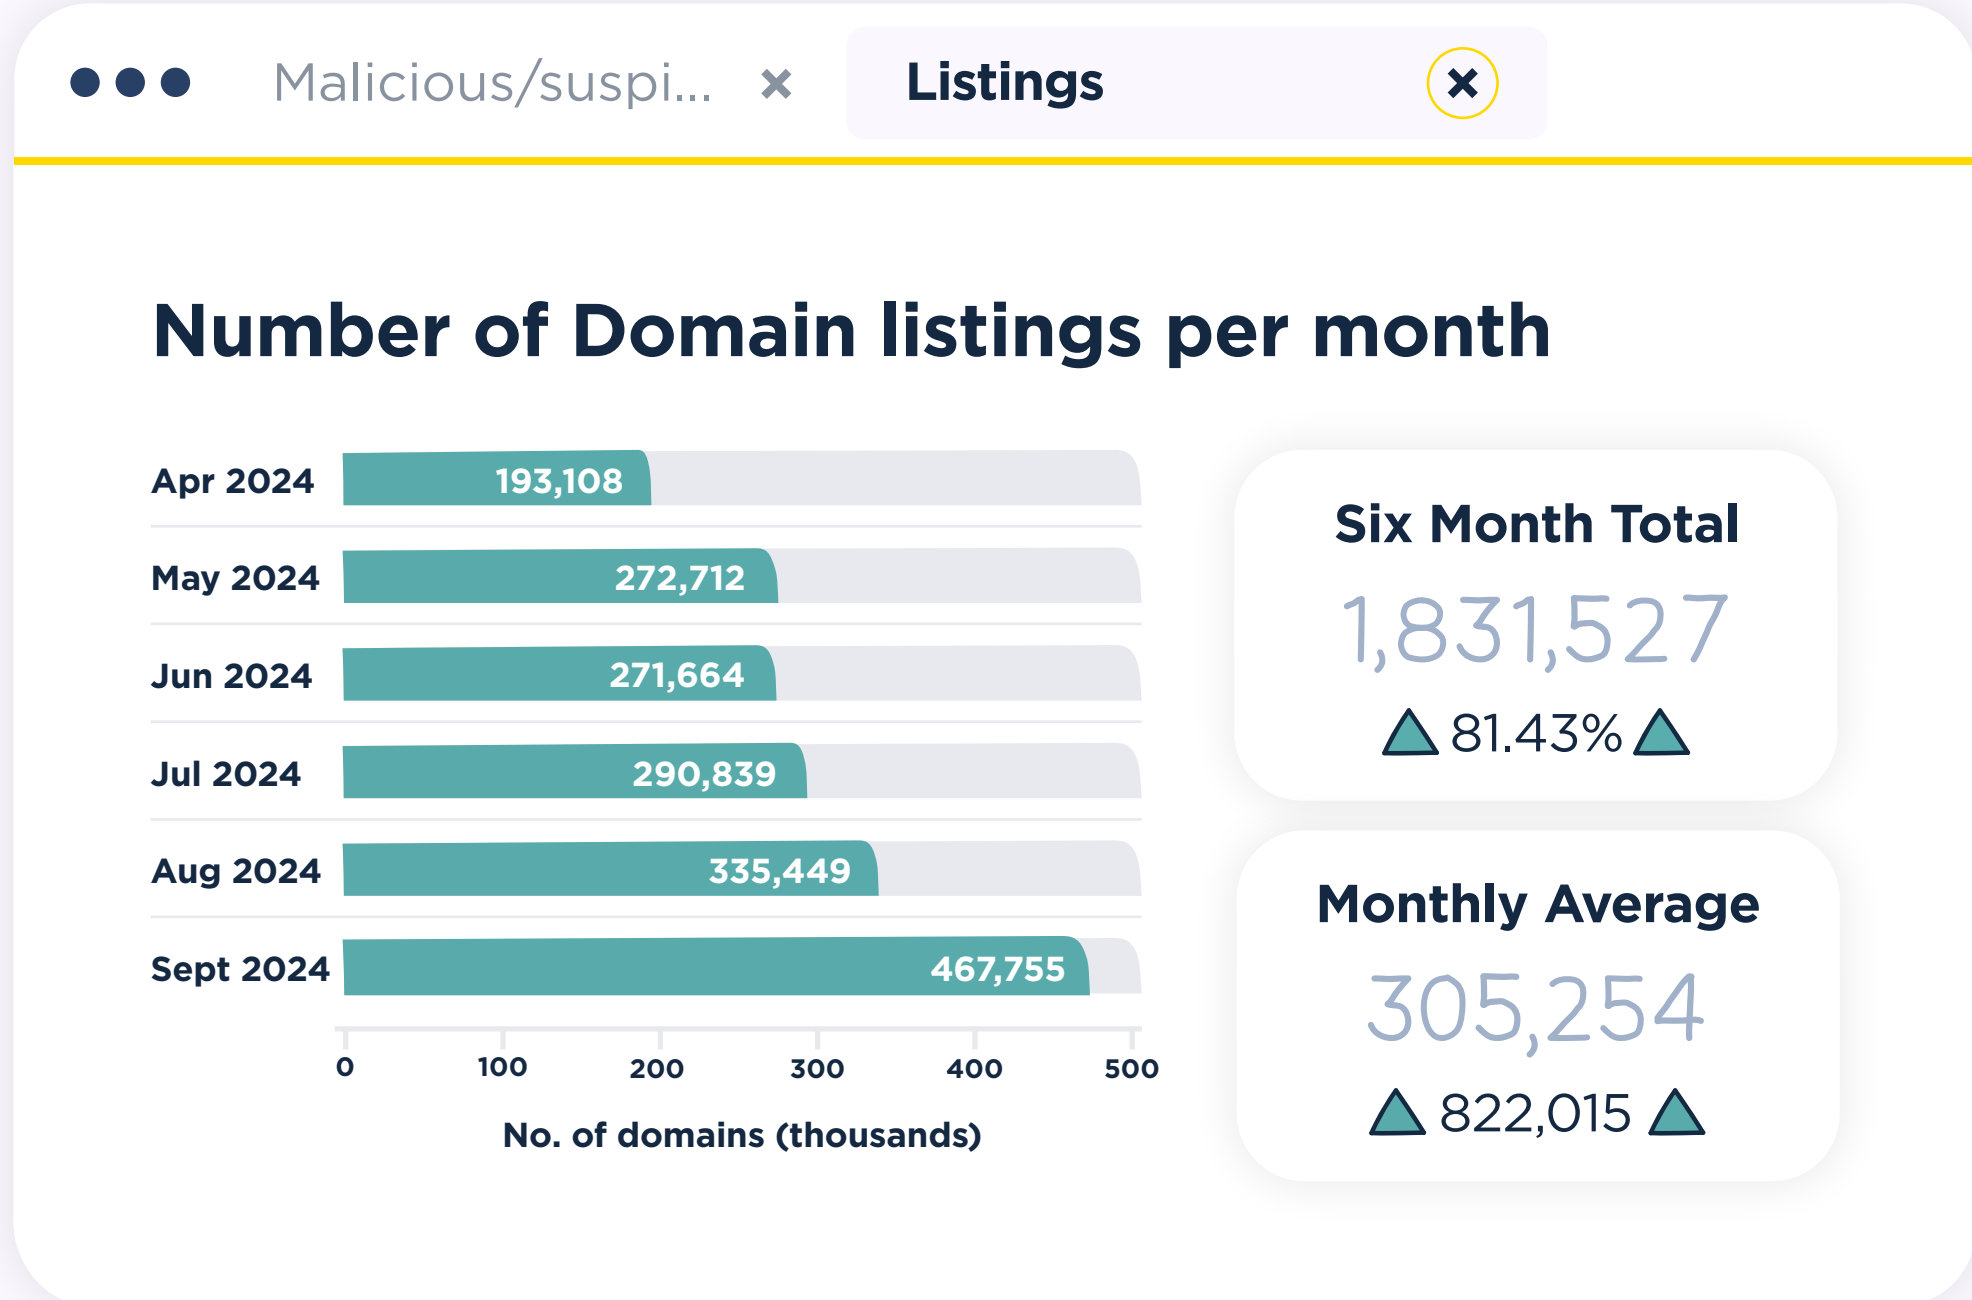 Malicious/suspi...
Listings
Number of Domain listings per month
Apr 2024 193,108
May 2024 272,712
Jun 2024 271,664
Jul 2024 290,839
Aug 2024 335,449
Sept 2024 467,755
0 100 200 300 400 500
No. of domains (thousands)
Six Month Total
1,831,527
81.43%
Monthly Average
305,254
822,015